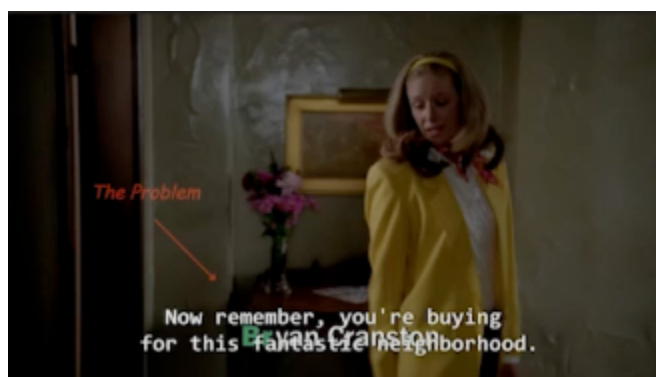 The Problem
Now remember, you're buying
Bryan Cranston
for this fantastic neighborhood.